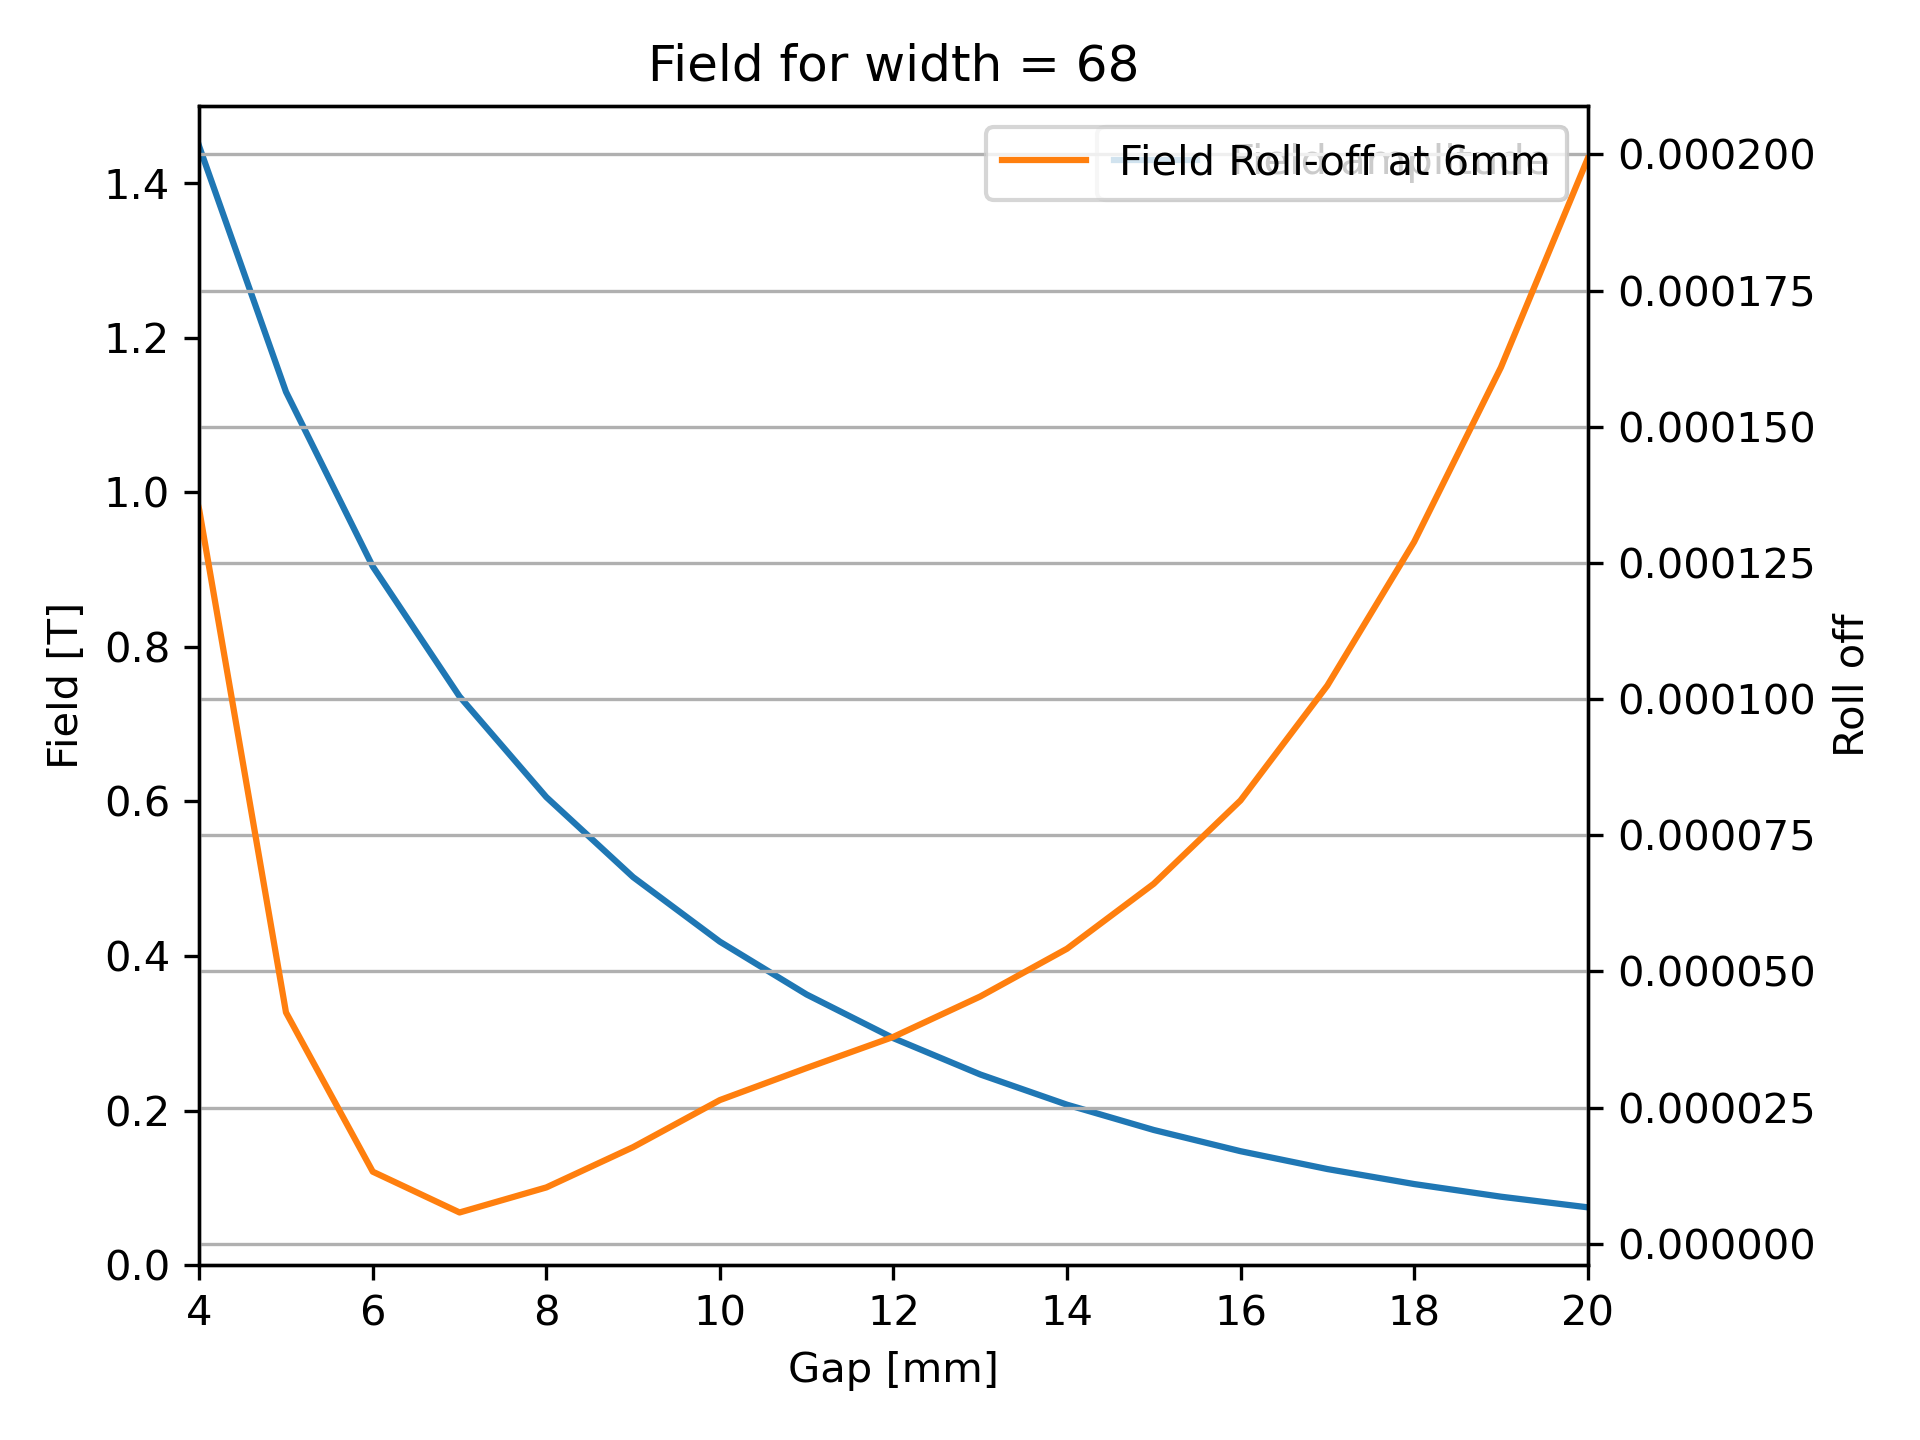 Field for width = 68
Field Roll-off at 6mm
Field amplitude
Field [T]
1.4
1.2
1.0
0.8
0.6
0.4
0.2
0.0
0.000200
0.000175
0.000150
0.000125
0.000100
0.000075
0.000050
0.000025
0.000000
Roll off
4 6 8 10 12 14 16 18 20
Gap [mm]